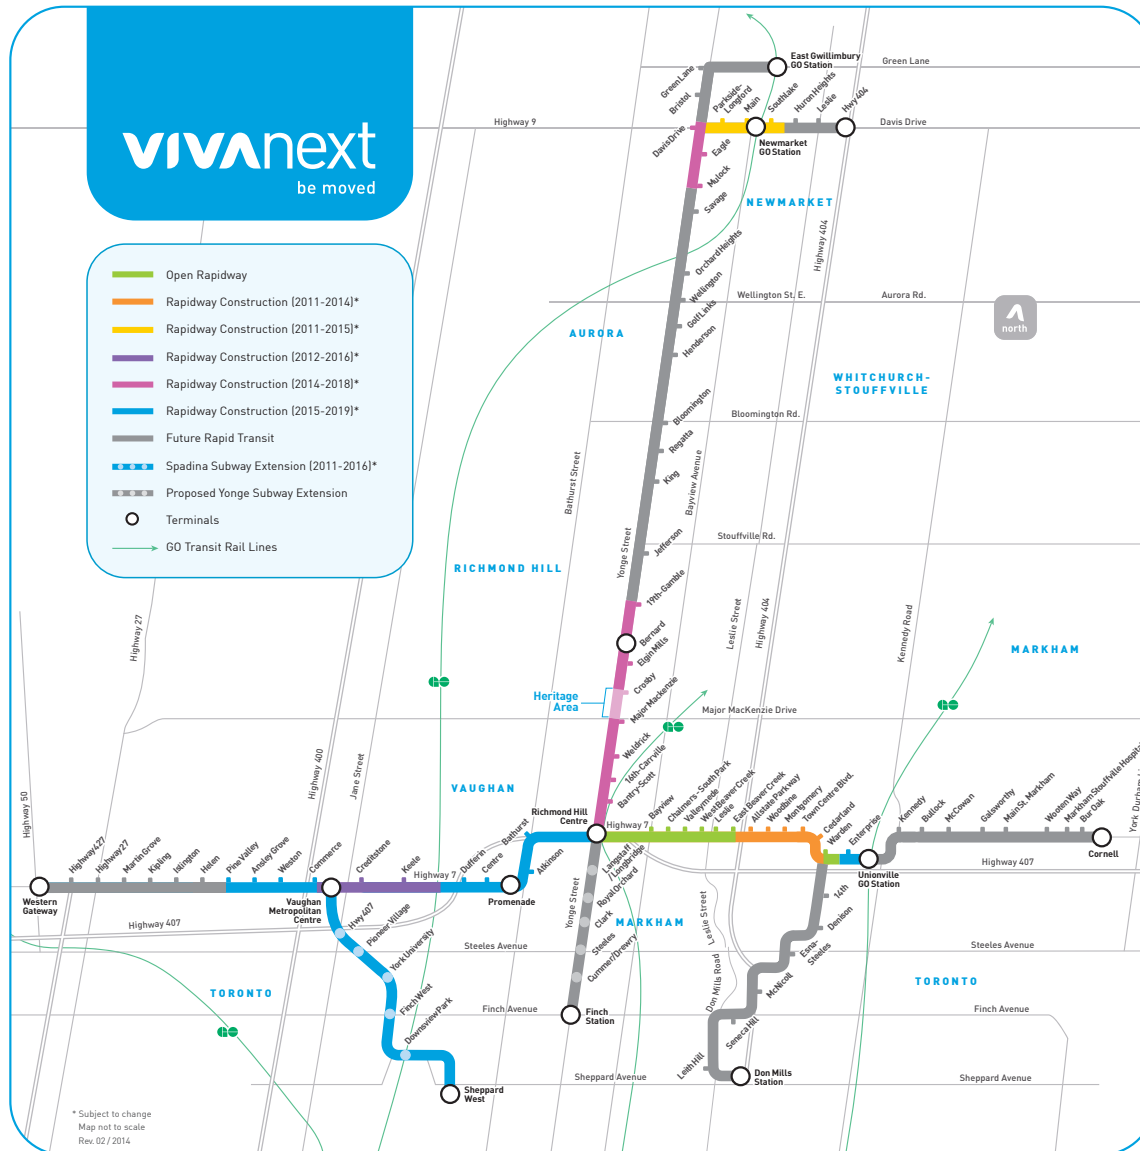 vivanext
be moved
Open Rapidway
Rapidway Construction (2011-2014)*
Rapidway Construction (2011-2015)*
Rapidway Construction (2012-2016)*
Rapidway Construction (2014-2018)*
Rapidway Construction (2015-2019)*
Future Rapid Transit
Spadina Subway Extension (2011-2016)*
Proposed Yonge Subway Extension
Terminals
GO Transit Rail Lines
East Gwillimbury
GO Station
Green Lane
Green Lane
Bristol
Davis Drive
Parkside-
Longford
Main
Southlake
Huron Heights
Leslie
Hwy 404
Highway 9
Davis Drive
Newmarket
GO Station
Eagle
Mulock
Savage
NEWMARKET
Highway 404
Orchard Heights
Wellington
Golf Links
Henderson
Wellington St. E.
Aurora Rd.
north
AURORA
WHITCHURCH-
STOUFFVILLE
Bloomington
Regatta
King
Bloomington Rd.
Bathurst Street
Bayview Avenue
Yonge Street
Jefferson
Stouffville Rd.
RICHMOND HILL
19th-Gamble
Bernard
Elgin Mills
Crosby
Major Mackenzie
Heritage
Area
Leslie Street
Highway 404
Kennedy Road
MARKHAM
Highway 27
Major MacKenzie Drive
Weldrick
16th-Carrville
Bantry-Scott
Highway 400
Jane Street
Highway 50
VAUGHAN
Richmond Hill
Centre
Highway 7
Bayview
Chalmers - South Park
Valleymede
West Beaver Creek
Leslie
East Beaver Creek
Allstate Parkway
Woodbine
Montgomery
Town Centre Blvd.
Cedarland
Warden
Enterprise
Kennedy
Bullock
McCowan
Galsworthy
Main St. Markham
Wooten Way
Markham Stouffville Hospital
Bur Oak
Cornell
Highway 407
Unionville
GO Station
Highway 427
Highway 27
Martin Grove
Kipling
Islington
Helen
Pine Valley
Ansley Grove
Weston
Commerce
Creditstone
Keele
Highway 7
Dufferin
Centre
Bathurst
Atkinson
Western
Gateway
Vaughan
Metropolitan
Centre
Promenade
Highway 407
Hwy 407
Pioneer Village
York University
Finch West
Downsview Park
Sheppard
West
Langstaff
/ Longbridge
Royal Orchard
Clark
Steeles
Cummer/Drewry
Yonge Street
MARKHAM
Finch
Station
Steeles Avenue
Steeles Avenue
Finch Avenue
Finch Avenue
Sheppard Avenue
Sheppard Avenue
Leslie Street
Don Mills Road
14th
Denison
Esna-
Steeles
McNicoll
Seneca Hill
Leith Hill
Don Mills
Station
TORONTO
TORONTO
* Subject to change
Map not to scale
Rev. 02 / 2014